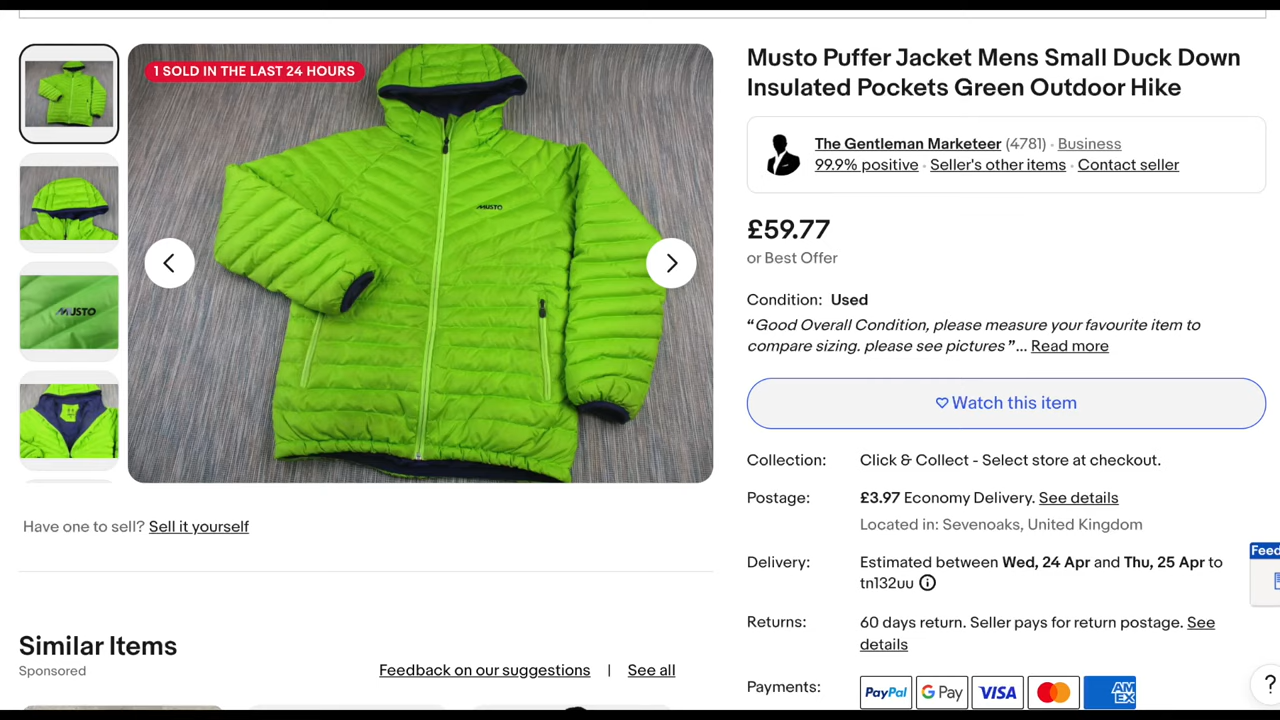 1 SOLD IN THE LAST 24 HOURS
MUSTO
MUSTO
Have one to sell? Sell it yourself
Similar Items
Sponsored
Feedback on our suggestions | See all
Musto Puffer Jacket Mens Small Duck Down
Insulated Pockets Green Outdoor Hike
The Gentleman Marketeer (4781) · Business
99.9% positive · Seller's other items · Contact seller
£59.77
or Best Offer
Condition: Used
“Good Overall Condition, please measure your favourite item to
compare sizing. please see pictures ”... Read more
Watch this item
Collection: Click & Collect - Select store at checkout.
Postage: £3.97 Economy Delivery. See details
Located in: Sevenoaks, United Kingdom
Delivery: Estimated between Wed, 24 Apr and Thu, 25 Apr to
tn132uu
Returns: 60 days return. Seller pays for return postage. See
details
Payments: PayPal G Pay VISA AM EX
Feed
?